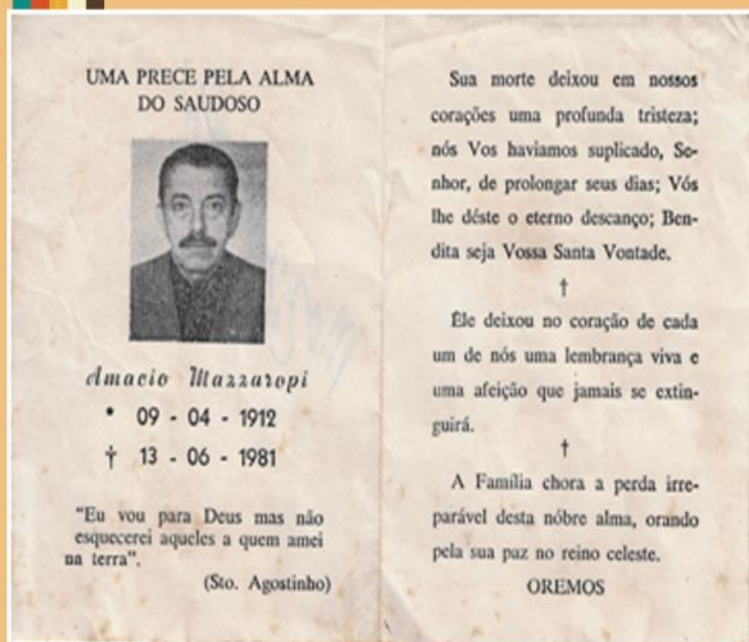 UMA PRECE PELA ALMA
DO SAUDOSO
Amacio Mazzaropi
* 09 - 04 - 1912
† 13 - 06 - 1981
"Eu vou para Deus mas não
esquecerei aqueles a quem amei
na terra".
(Sto. Agostinho)
Sua morte deixou em nossos
corações uma profunda tristeza;
nós Vos haviamos suplicado, Se-
nhor, de prolongar seus dias; Vós
lhe déste o eterno descanço; Ben-
dita seja Vossa Santa Vontade.
†
Êle deixou no coração de cada
um de nós uma lembrança viva e
uma afeição que jamais se extin-
guirá.
†
A Família chora a perda irre-
parável desta nóbre alma, orando
pela sua paz no reino celeste.
OREMOS